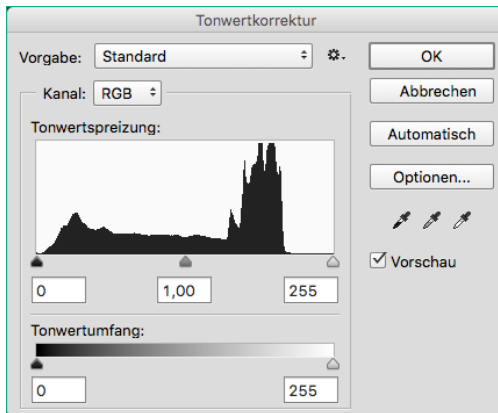 Tonwertkorrektur
Vorgabe: Standard
OK
Kanal: RGB
Abbrechen
Tonwertspreizung:
Automatisch
Optionen...
Vorschau
0 1,00 255
Tonwertumfang:
0 255